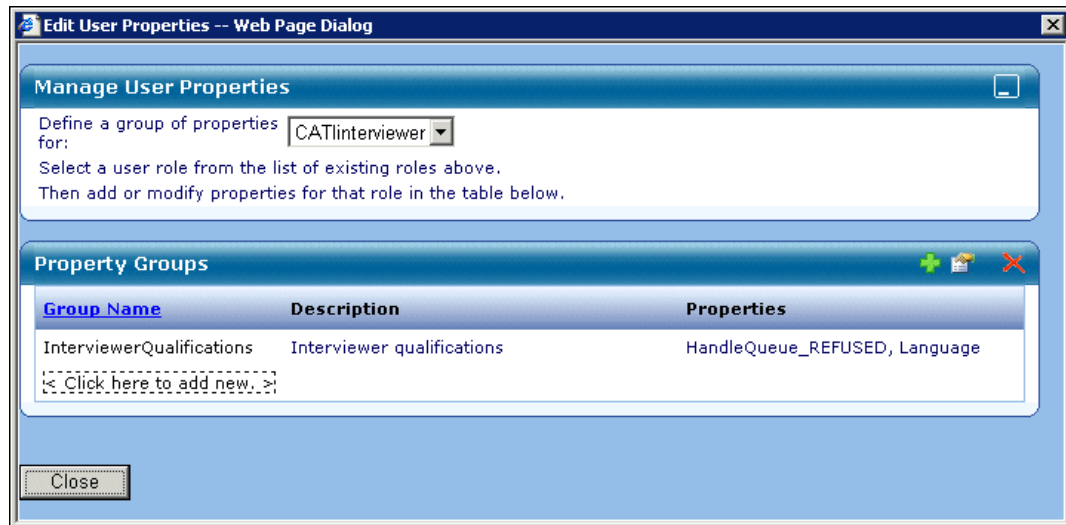 Edit User Properties -- Web Page Dialog
Manage User Properties
Define a group of properties for:
CATIinterviewer
Select a user role from the list of existing roles above.
Then add or modify properties for that role in the table below.
Property Groups
Group Name Description Properties
InterviewerQualifications Interviewer qualifications HandleQueue_REFUSED, Language
< Click here to add new. >
Close